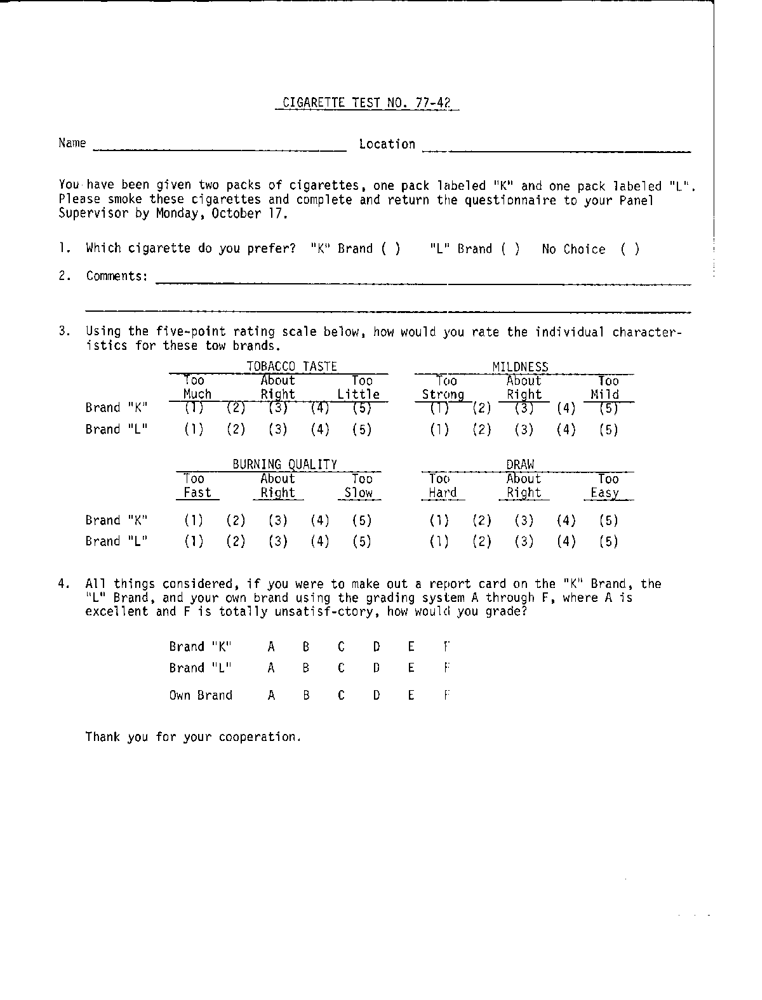 CIGARETTE TEST NO. 77-42
Name ____________ Location ____________
You have been given two packs of cigarettes, one pack labeled "K" and one pack labeled "L".
Please smoke these cigarettes and complete and return the questionnaire to your Panel
Supervisor by Monday, October 17.
1. Which cigarette do you prefer? "K" Brand ( ) "L" Brand ( ) No Choice ( )
2. Comments: ____________
3. Using the five-point rating scale below, how would you rate the individual character-
istics for these tow brands.
TOBACCO TASTE MILDNESS
Too About Too Too About Too
Much Right Little Strong Right Mild
Brand "K" (1) (2) (3) (4) (5) (1) (2) (3) (4) (5)
Brand "L" (1) (2) (3) (4) (5) (1) (2) (3) (4) (5)
BURNING QUALITY DRAW
Too About Too Too About Too
Fast Right Slow Hard Right Easy
Brand "K" (1) (2) (3) (4) (5) (1) (2) (3) (4) (5)
Brand "L" (1) (2) (3) (4) (5) (1) (2) (3) (4) (5)
4. All things considered, if you were to make out a report card on the "K" Brand, the
"L" Brand, and your own brand using the grading system A through F, where A is
excellent and F is totally unsatisf-ctory, how would you grade?
Brand "K" A B C D E F
Brand "L" A B C D E F
Own Brand A B C D E F
Thank you for your cooperation.